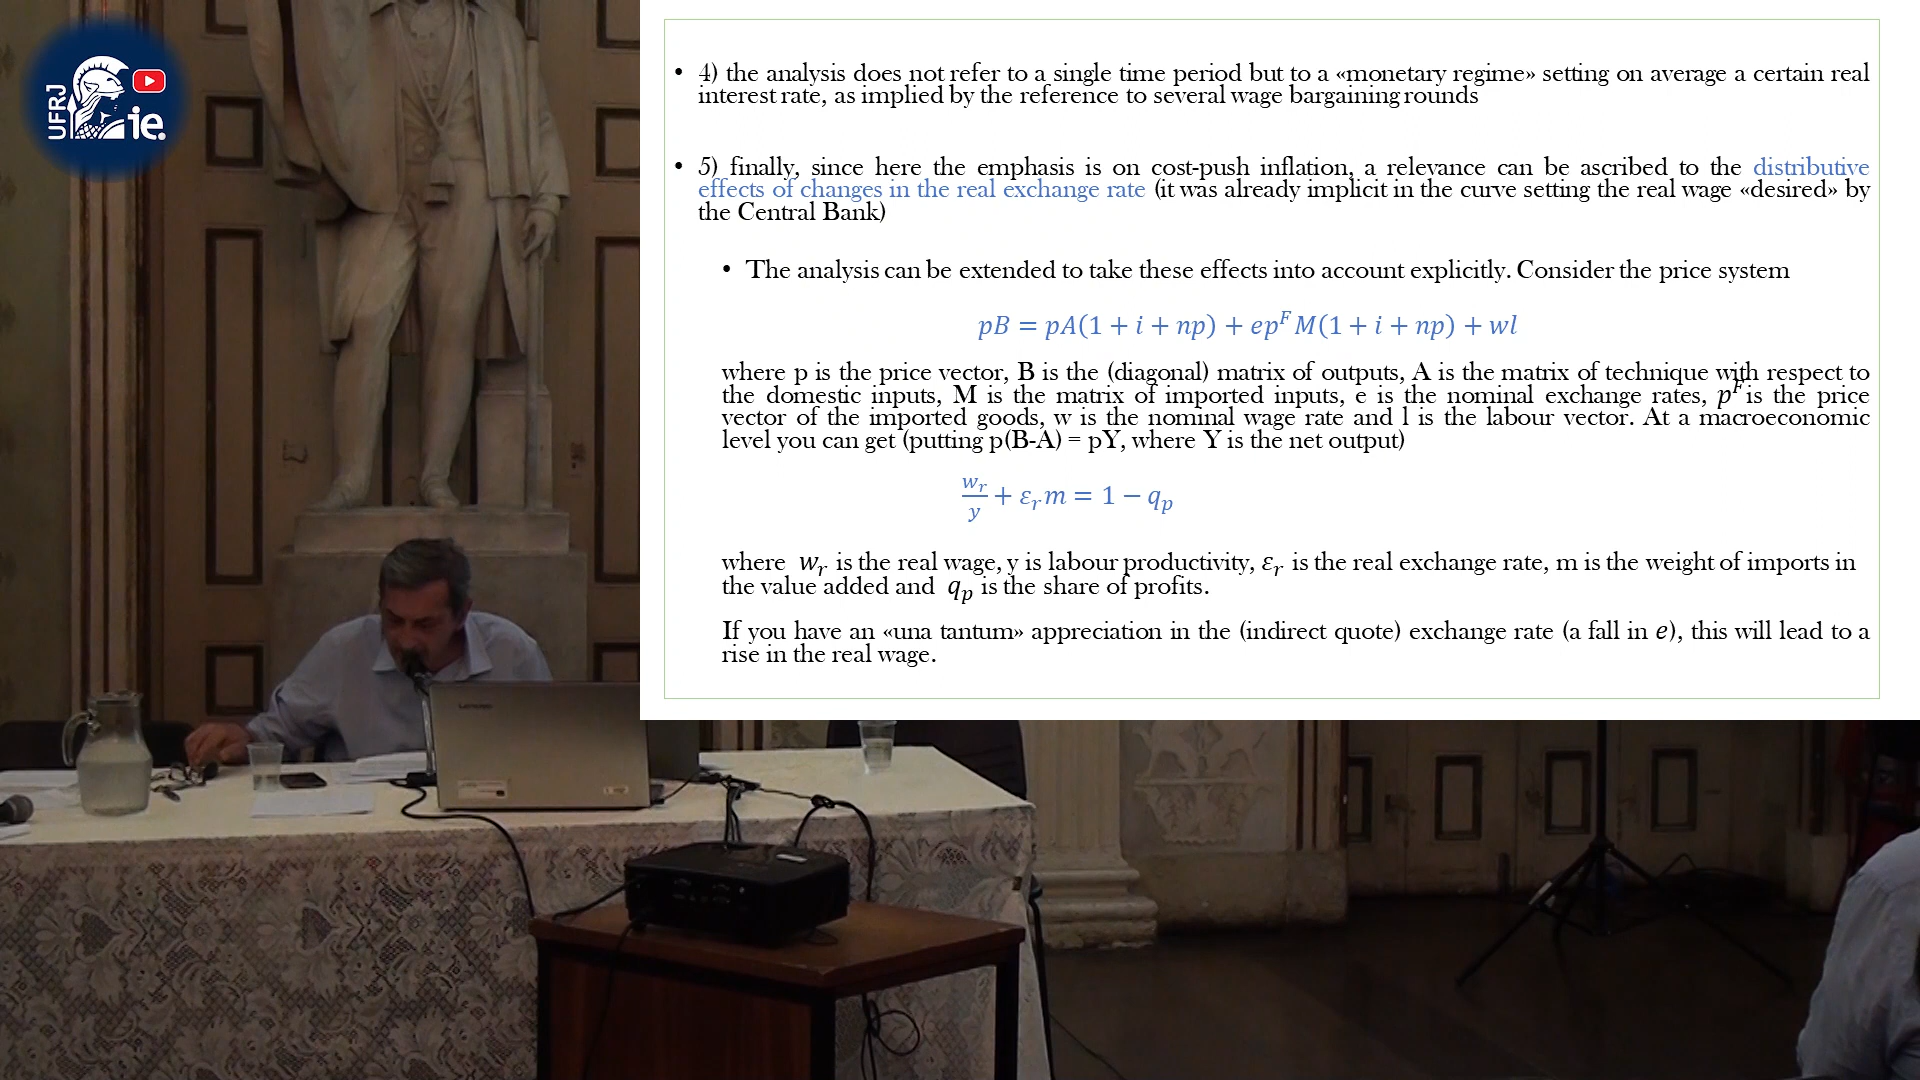 UFRJ
ie.
• 4) the analysis does not refer to a single time period but to a «monetary regime» setting on average a certain real
interest rate, as implied by the reference to several wage bargaining rounds
• 5) finally, since here the emphasis is on cost-push inflation, a relevance can be ascribed to the distributive
effects of changes in the real exchange rate (it was already implicit in the curve setting the real wage «desired» by
the Central Bank)
• The analysis can be extended to take these effects into account explicitly. Consider the price system
pB = pA(1 + i + np) + ep^F M(1 + i + np) + wl
where p is the price vector, B is the (diagonal) matrix of outputs, A is the matrix of technique with respect to
the domestic inputs, M is the matrix of imported inputs, e is the nominal exchange rates, p^F is the price
vector of the imported goods, w is the nominal wage rate and l is the labour vector. At a macroeconomic
level you can get (putting p(B-A) = pY, where Y is the net output)
w_r/y + ε_r m = 1 − q_p
where w_r is the real wage, y is labour productivity, ε_r is the real exchange rate, m is the weight of imports in
the value added and q_p is the share of profits.
If you have an «una tantum» appreciation in the (indirect quote) exchange rate (a fall in e), this will lead to a
rise in the real wage.
Lenovo